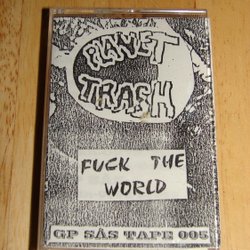 PLANET
TRASH
FUCK THE
WORLD
GP SÅS TAPE 005